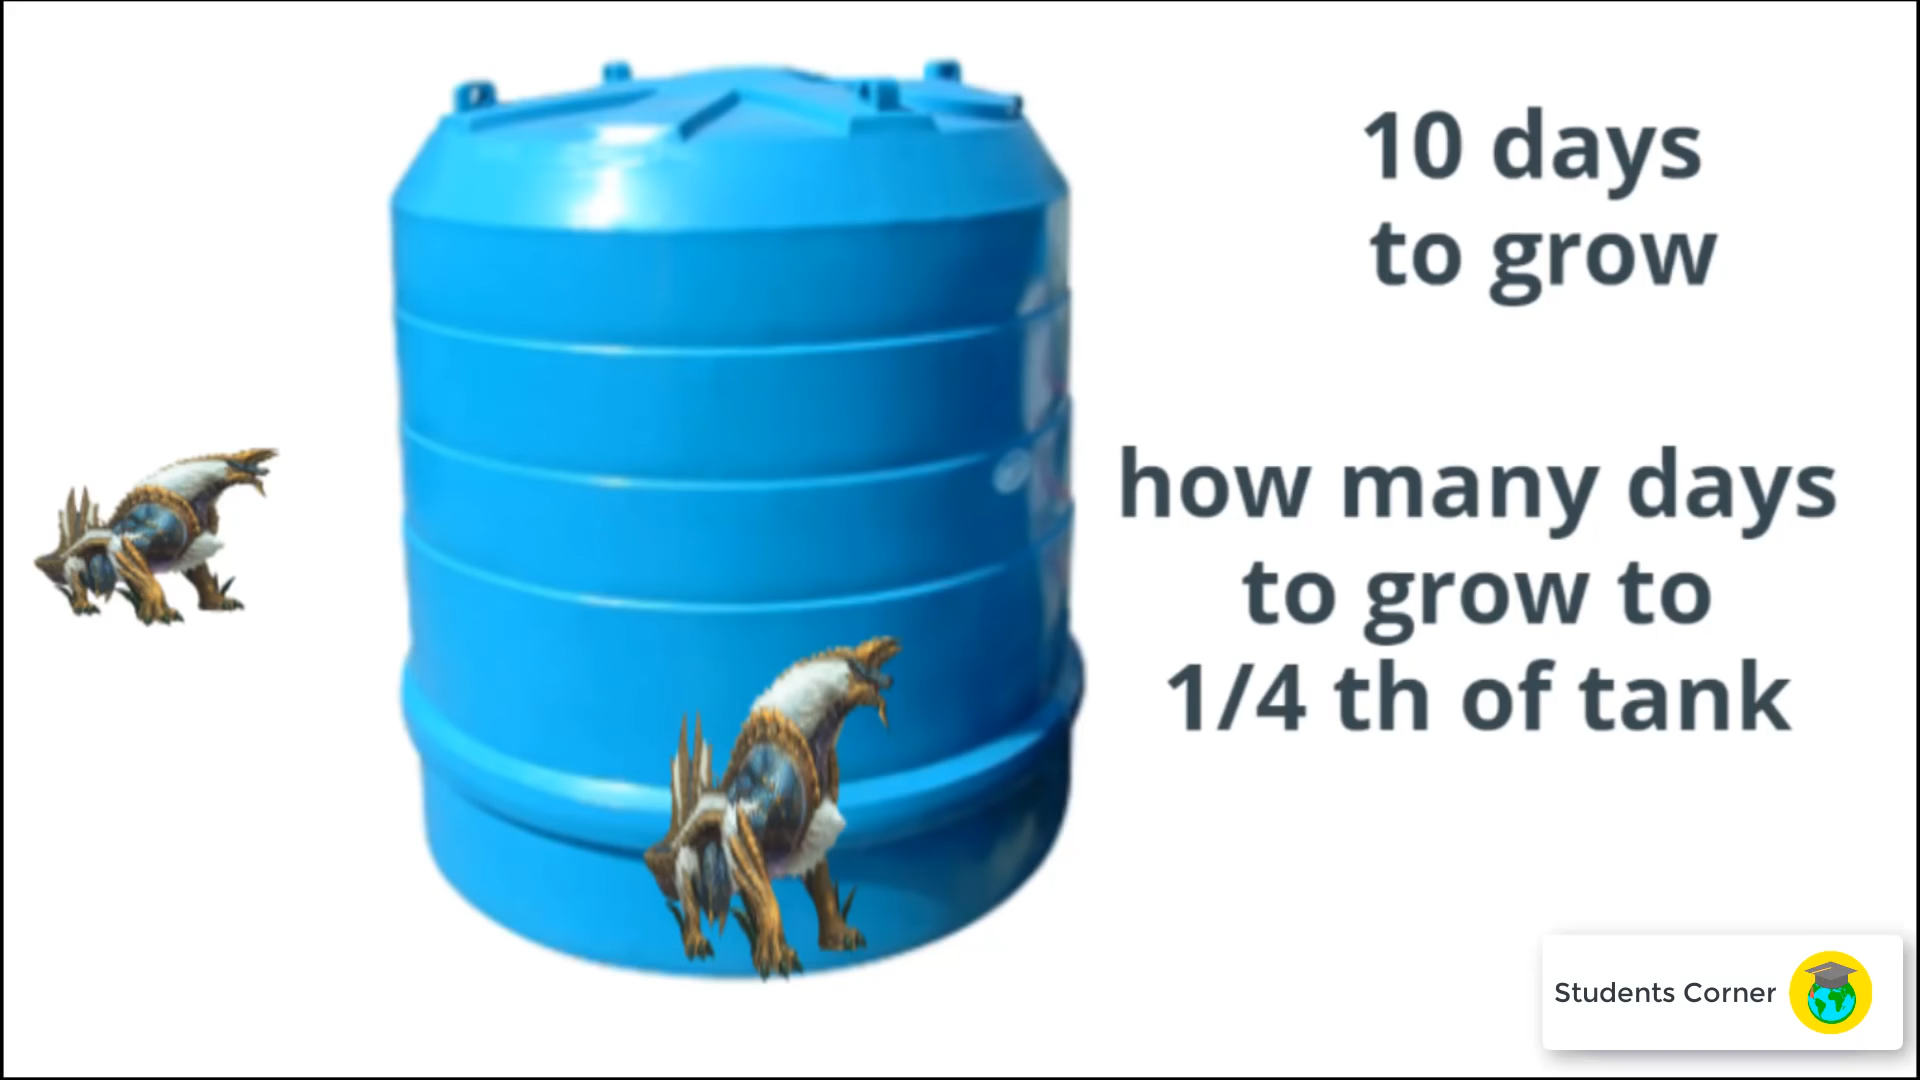 10 days
to grow
how many days
to grow to
1/4 th of tank
Students Corner